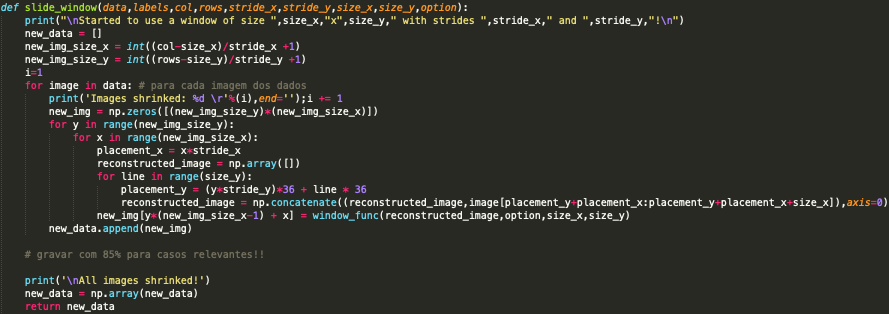 def slide_window(data,labels,col,rows,stride_x,stride_y,size_x,size_y,option):
    print("\nStarted to use a window of size ",size_x,"x",size_y," with strides ",stride_x," and ",stride_y,"!\n")
    new_data = []
    new_img_size_x = int((col-size_x)/stride_x +1)
    new_img_size_y = int((rows-size_y)/stride_y +1)
    i=1
    for image in data: # para cada imagem dos dados
        print('Images shrinked: %d \r'%(i),end='');i += 1
        new_img = np.zeros([(new_img_size_y)*(new_img_size_x)])
        for y in range(new_img_size_y):
            for x in range(new_img_size_x):
                placement_x = x*stride_x
                reconstructed_image = np.array([])
                for line in range(size_y):
                    placement_y = (y*stride_y)*36 + line * 36
                    reconstructed_image = np.concatenate((reconstructed_image,image[placement_y+placement_x:placement_y+placement_x+size_x]),axis=0)
                new_img[y*(new_img_size_x-1) + x] = window_func(reconstructed_image,option,size_x,size_y)
        new_data.append(new_img)
    # gravar com 85% para casos relevantes!!
    print('\nAll images shrinked!')
    new_data = np.array(new_data)
    return new_data